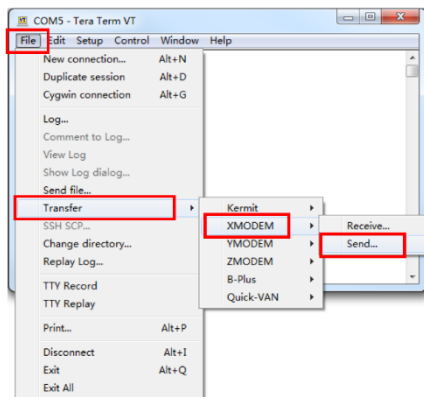 COM5 - Tera Term VT
File Edit Setup Control Window Help
New connection... Alt+N
Duplicate session Alt+D
Cygwin connection Alt+G
Log...
Comment to Log...
View Log
Show Log dialog...
Send file...
Transfer
SSH SCP...
Change directory...
Replay Log...
TTY Record
TTY Replay
Print... Alt+P
Disconnect Alt+I
Exit Alt+Q
Exit All
Kermit
XMODEM
YMODEM
ZMODEM
B-Plus
Quick-VAN
Receive...
Send...